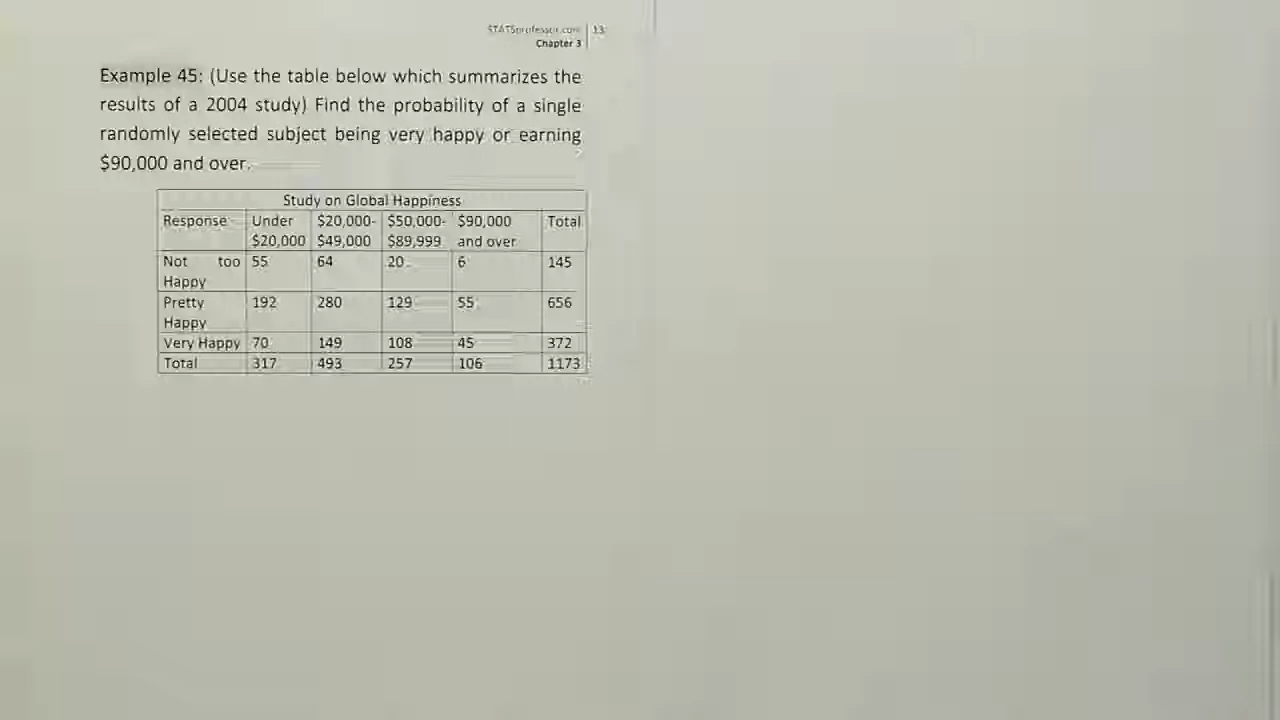 STATSprofessor.com | 13
Chapter 3
Example 45: (Use the table below which summarizes the
results of a 2004 study) Find the probability of a single
randomly selected subject being very happy or earning
$90,000 and over.
Study on Global Happiness
Response Under $20,000- $50,000- $90,000 Total
$20,000 $49,000 $89,999 and over
Not too 55 64 20 6 145
Happy
Pretty 192 280 129 55 656
Happy
Very Happy 70 149 108 45 372
Total 317 493 257 106 1173